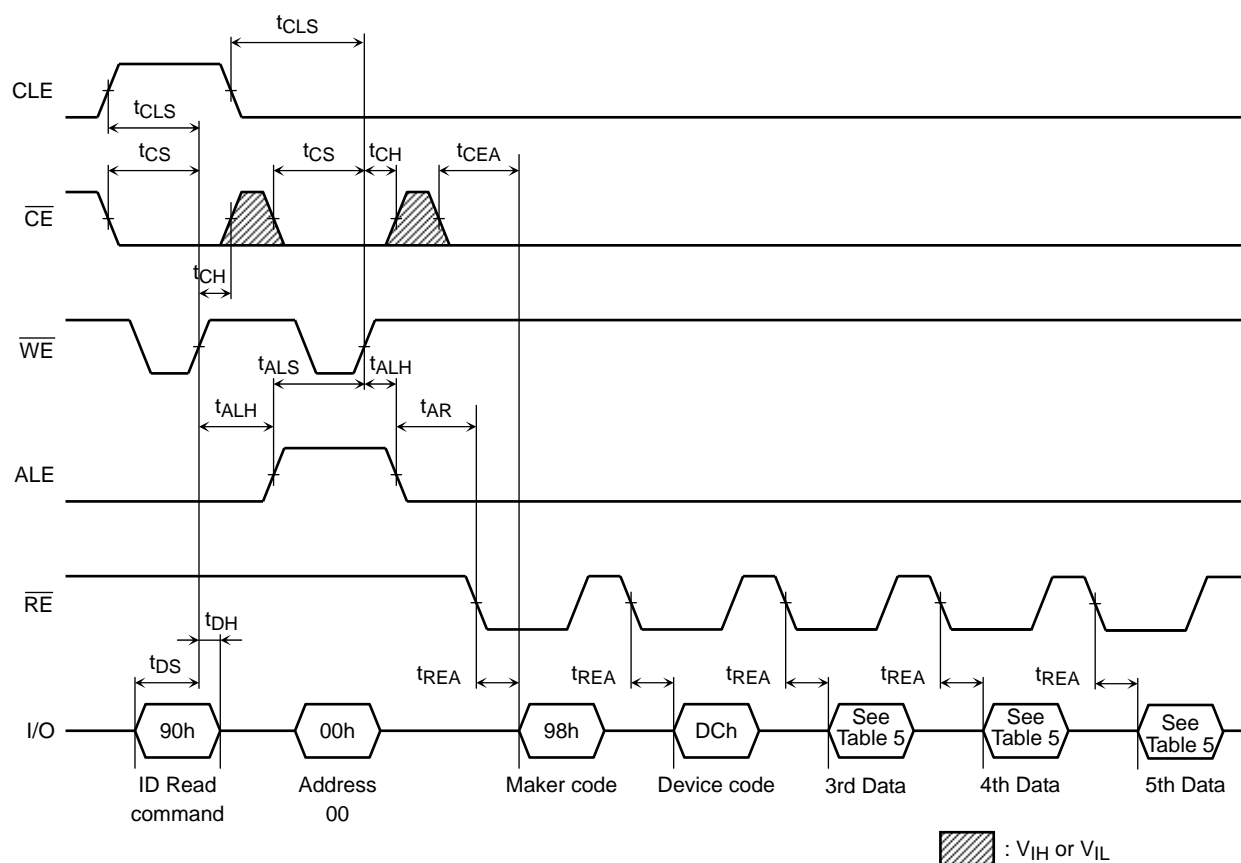 tCLS
CLE
tCLS
tCS
tCS
tCH
tCEA
CE
tCH
WE
tALS
tALH
tALH
tAR
ALE
RE
tDH
tDS
tREA
tREA
tREA
tREA
tREA
I/O
90h
00h
98h
DCh
See
Table 5
See
Table 5
See
Table 5
ID Read
command
Address
00
Maker code
Device code
3rd Data
4th Data
5th Data
: VIH or VIL